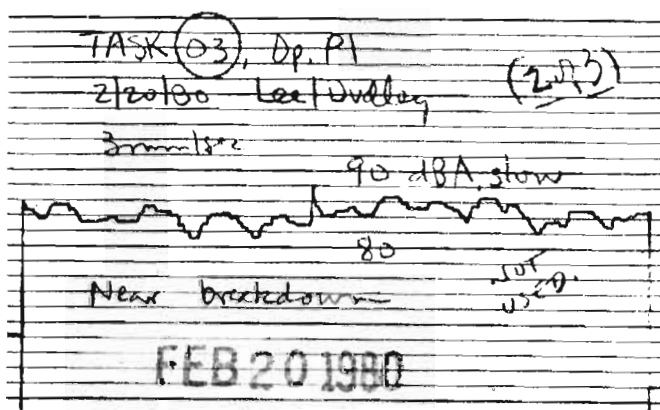 TASK 03, Op. P1
(2 of 3)
2/20/80 Lee/Dudley
3mm/sec
90 dBA, slow
80
Near breakdown
NOT
USED.
FEB 20 1980